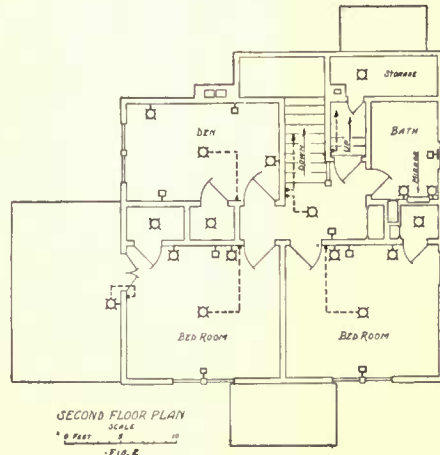 STORAGE
DEN
BATH
DOWN
UP
MIRROR
BED ROOM
BED ROOM
SECOND FLOOR PLAN
SCALE
0 FEET 5 10
FIG. 2